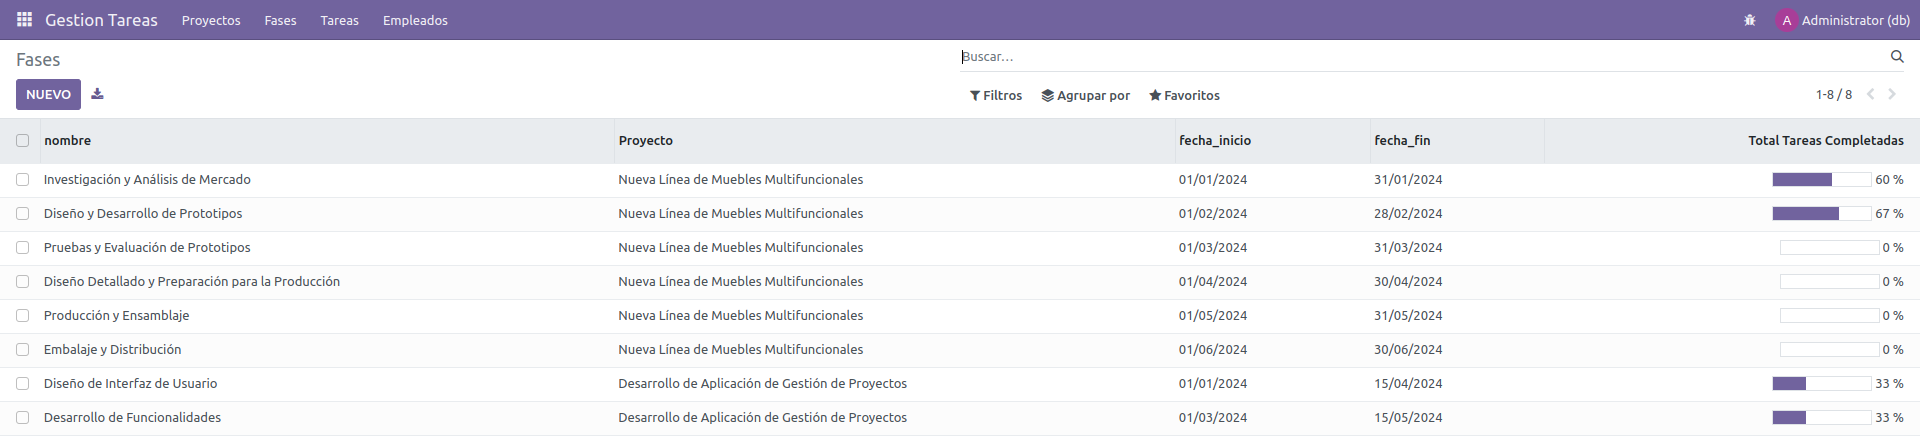 Gestion Tareas Proyectos Fases Tareas Empleados A Administrator (db)
Fases Buscar...
NUEVO Filtros Agrupar por Favoritos 1-8 / 8
nombre Proyecto fecha_inicio fecha_fin Total Tareas Completadas
Investigación y Análisis de Mercado Nueva Línea de Muebles Multifuncionales 01/01/2024 31/01/2024 60 %
Diseño y Desarrollo de Prototipos Nueva Línea de Muebles Multifuncionales 01/02/2024 28/02/2024 67 %
Pruebas y Evaluación de Prototipos Nueva Línea de Muebles Multifuncionales 01/03/2024 31/03/2024 0 %
Diseño Detallado y Preparación para la Producción Nueva Línea de Muebles Multifuncionales 01/04/2024 30/04/2024 0 %
Producción y Ensamblaje Nueva Línea de Muebles Multifuncionales 01/05/2024 31/05/2024 0 %
Embalaje y Distribución Nueva Línea de Muebles Multifuncionales 01/06/2024 30/06/2024 0 %
Diseño de Interfaz de Usuario Desarrollo de Aplicación de Gestión de Proyectos 01/01/2024 15/04/2024 33 %
Desarrollo de Funcionalidades Desarrollo de Aplicación de Gestión de Proyectos 01/03/2024 15/05/2024 33 %